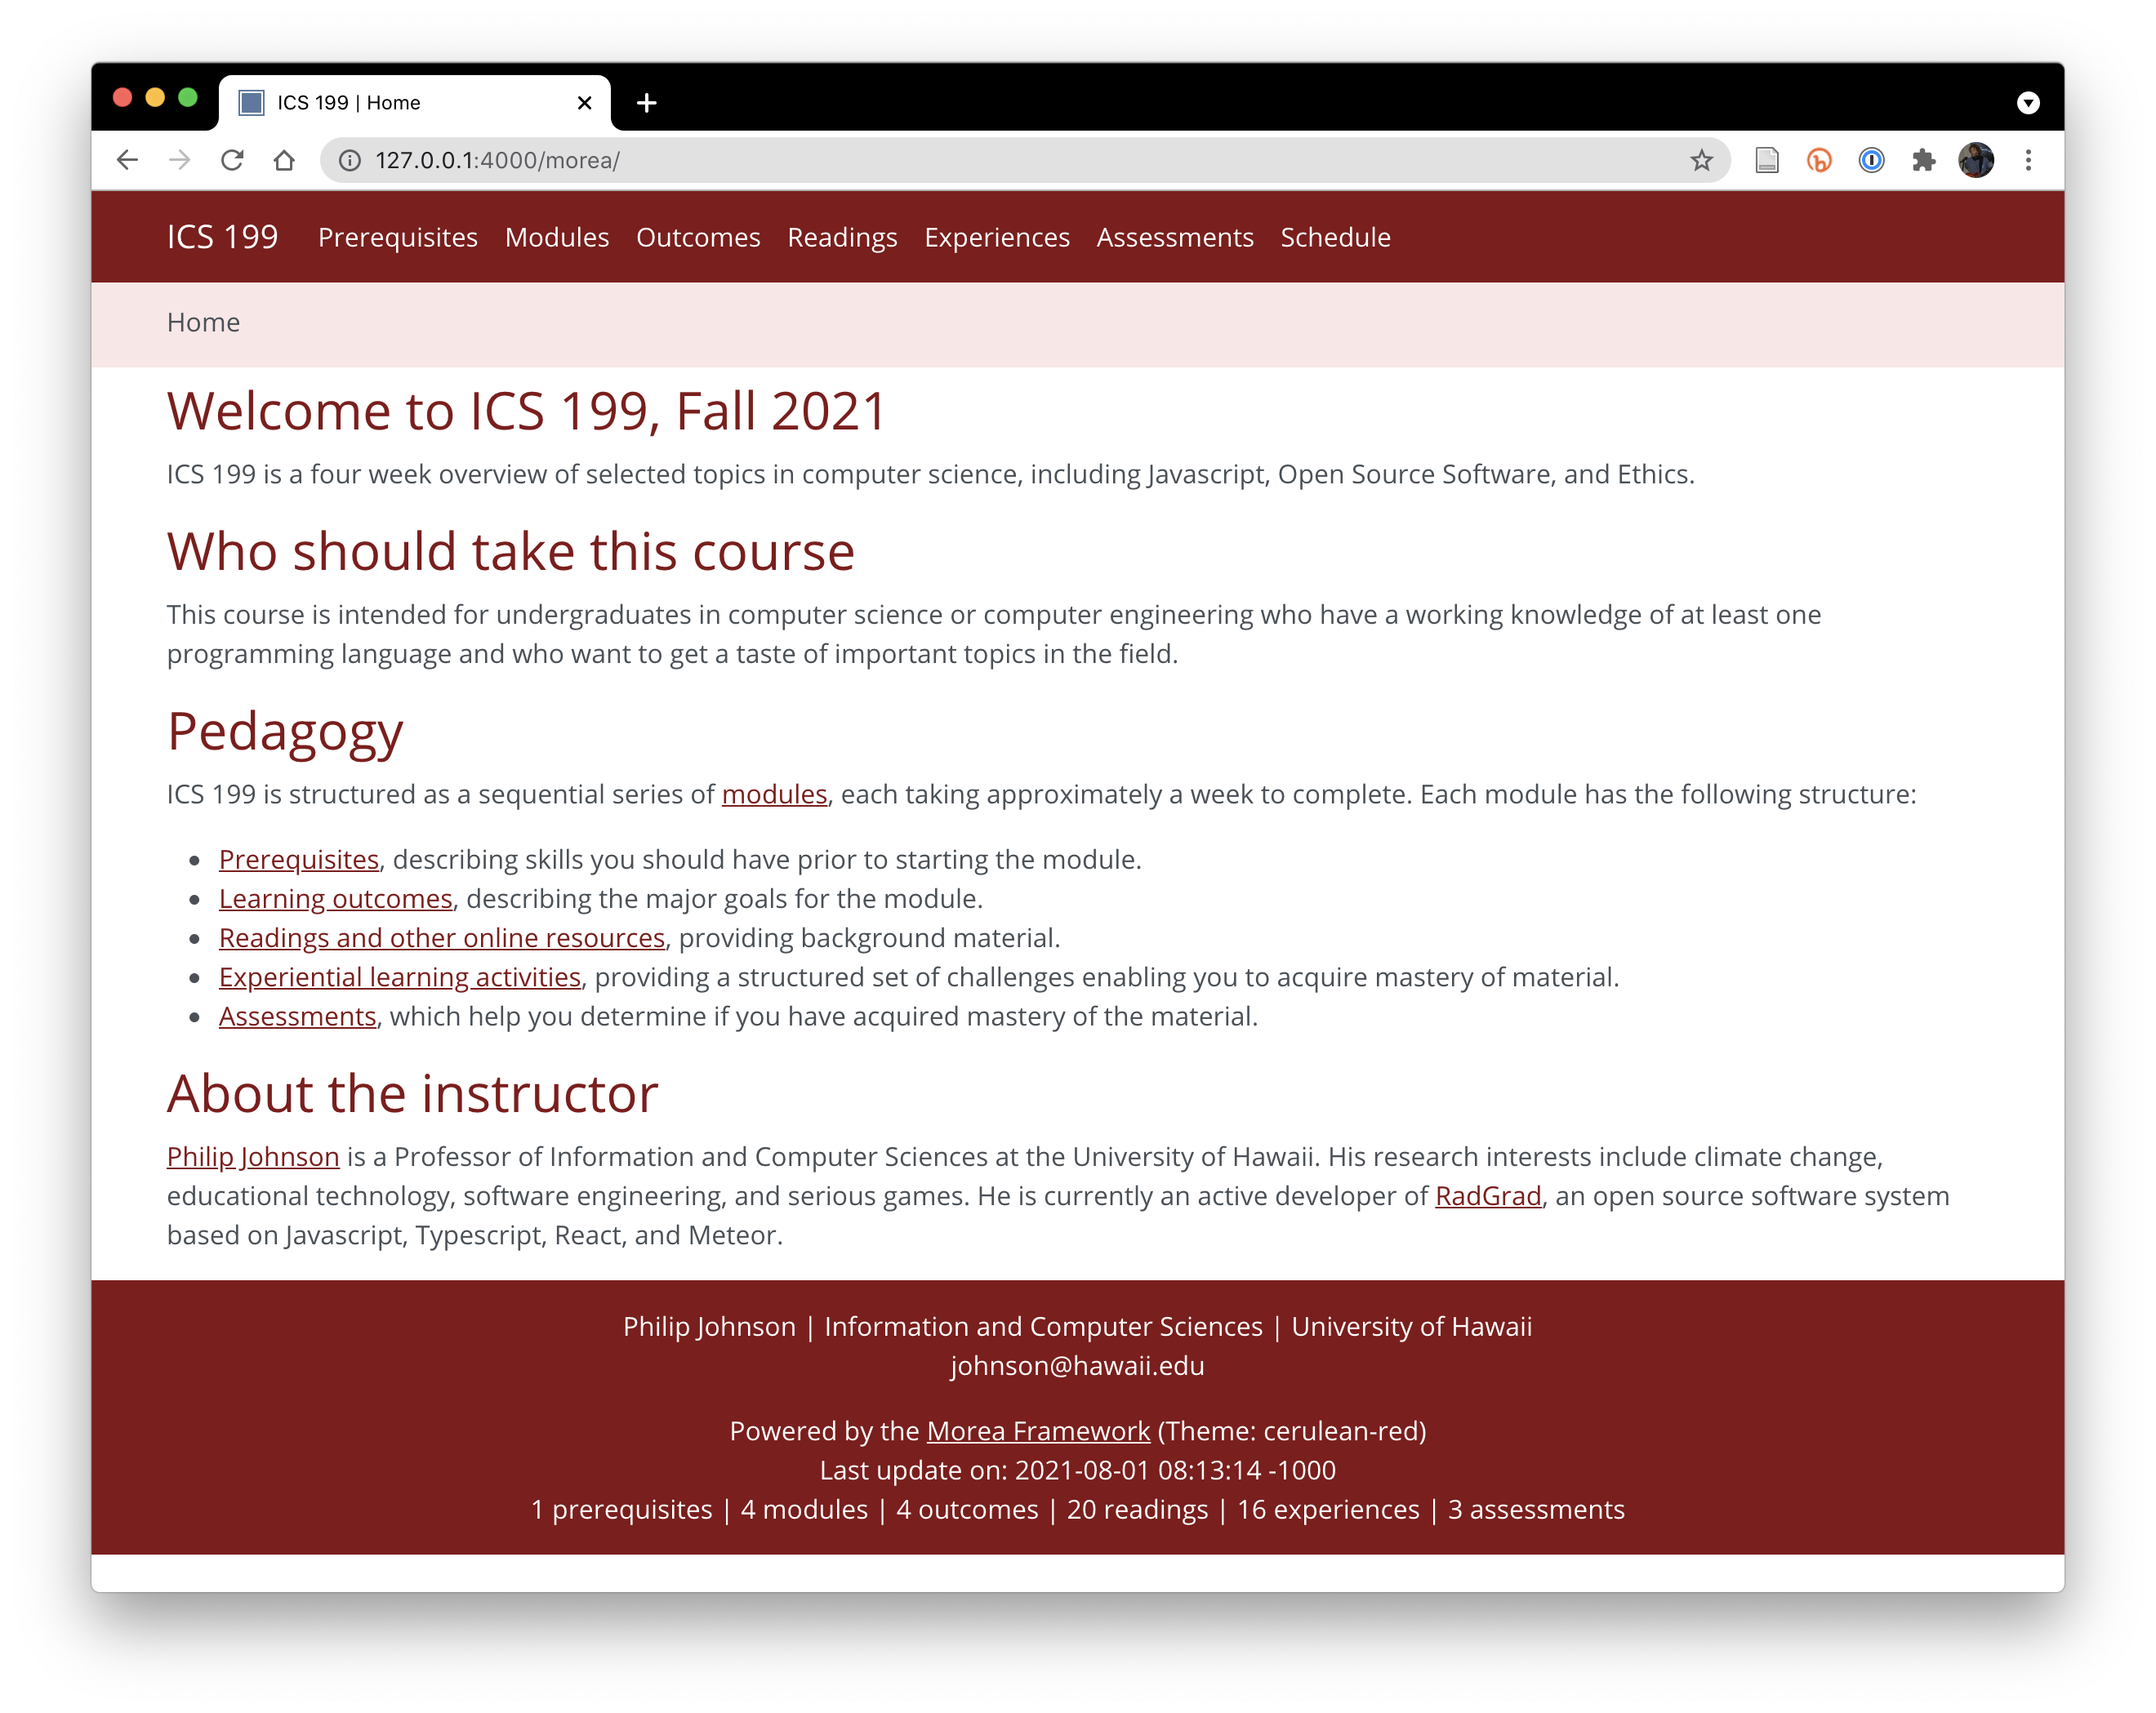 ICS 199 | Home
127.0.0.1:4000/morea/
ICS 199 Prerequisites Modules Outcomes Readings Experiences Assessments Schedule
Home
Welcome to ICS 199, Fall 2021
ICS 199 is a four week overview of selected topics in computer science, including Javascript, Open Source Software, and Ethics.
Who should take this course
This course is intended for undergraduates in computer science or computer engineering who have a working knowledge of at least one
programming language and who want to get a taste of important topics in the field.
Pedagogy
ICS 199 is structured as a sequential series of modules, each taking approximately a week to complete. Each module has the following structure:
• Prerequisites, describing skills you should have prior to starting the module.
• Learning outcomes, describing the major goals for the module.
• Readings and other online resources, providing background material.
• Experiential learning activities, providing a structured set of challenges enabling you to acquire mastery of material.
• Assessments, which help you determine if you have acquired mastery of the material.
About the instructor
Philip Johnson is a Professor of Information and Computer Sciences at the University of Hawaii. His research interests include climate change,
educational technology, software engineering, and serious games. He is currently an active developer of RadGrad, an open source software system
based on Javascript, Typescript, React, and Meteor.
Philip Johnson | Information and Computer Sciences | University of Hawaii
johnson@hawaii.edu
Powered by the Morea Framework (Theme: cerulean-red)
Last update on: 2021-08-01 08:13:14 -1000
1 prerequisites | 4 modules | 4 outcomes | 20 readings | 16 experiences | 3 assessments